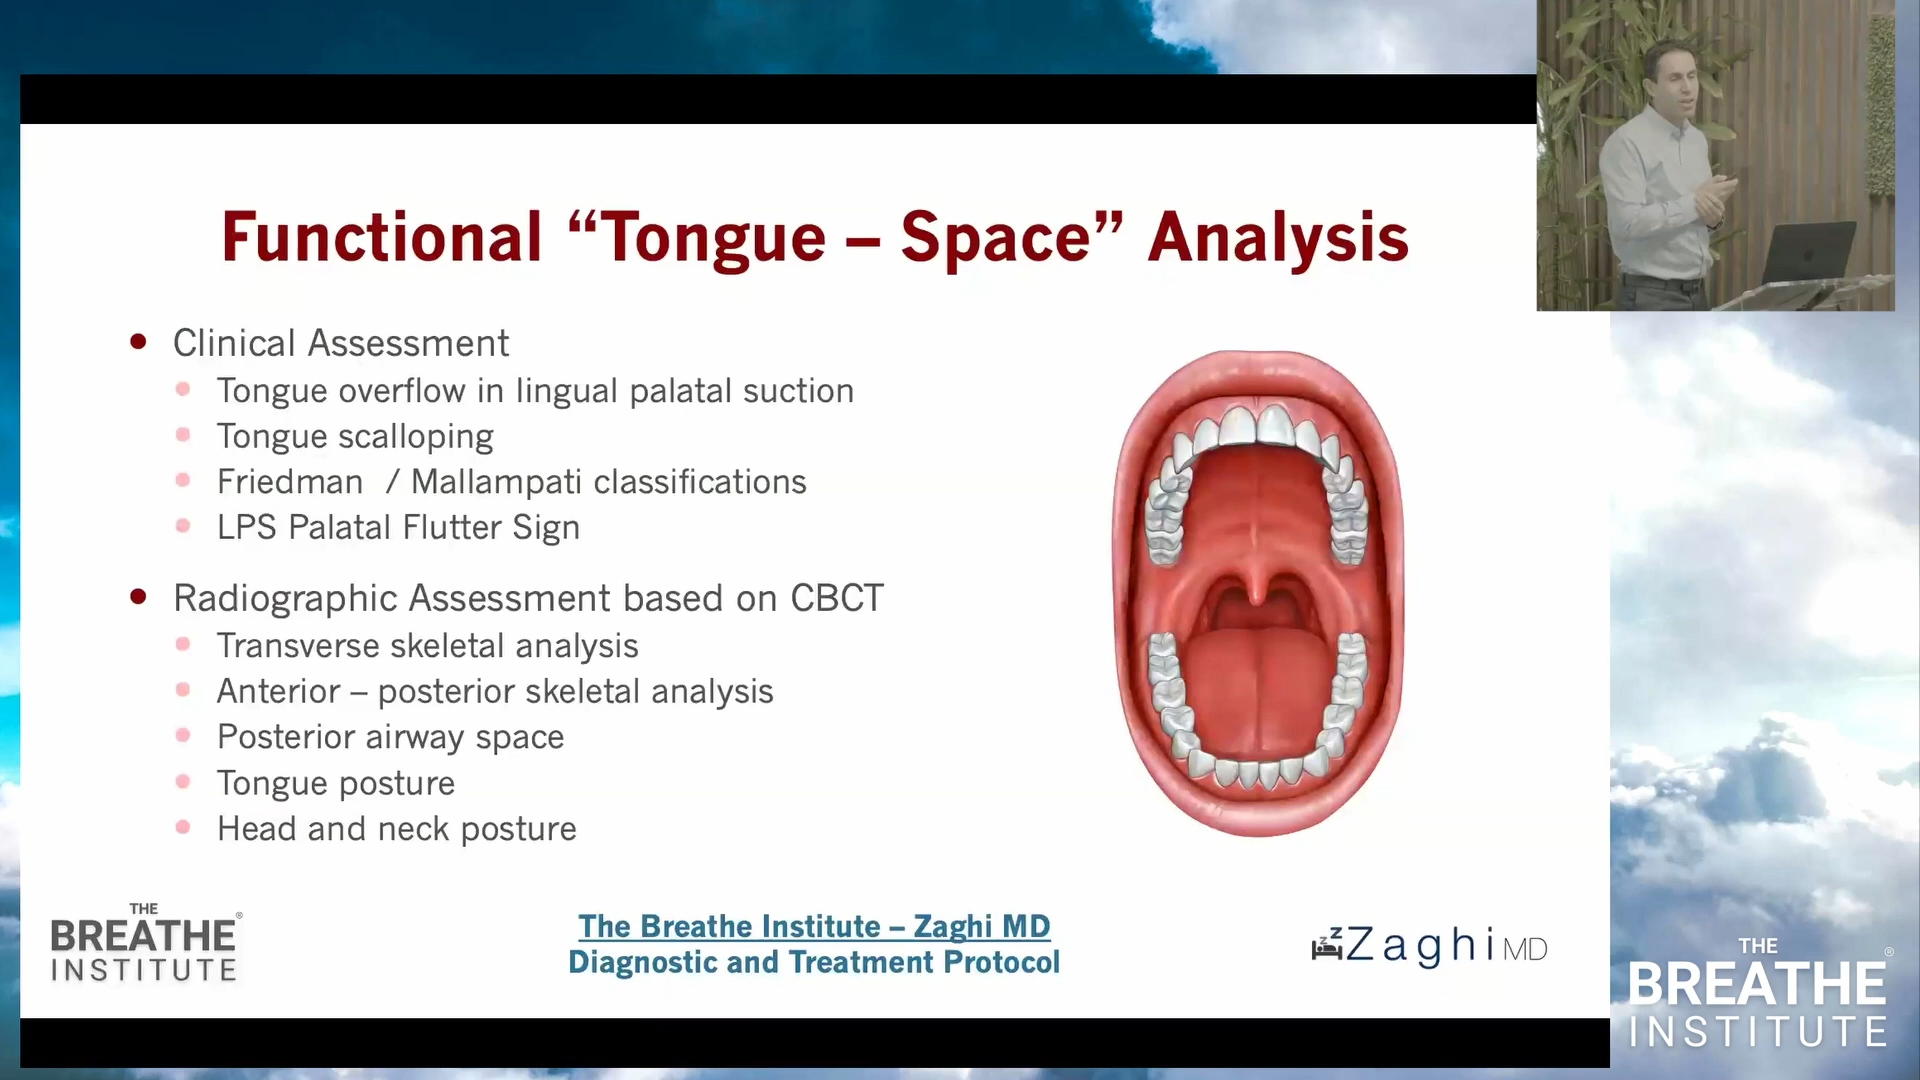 Functional “Tongue – Space” Analysis
Clinical Assessment
Tongue overflow in lingual palatal suction
Tongue scalloping
Friedman / Mallampati classifications
LPS Palatal Flutter Sign
Radiographic Assessment based on CBCT
Transverse skeletal analysis
Anterior – posterior skeletal analysis
Posterior airway space
Tongue posture
Head and neck posture
THE
BREATHE®
INSTITUTE
The Breathe Institute – Zaghi MD
Diagnostic and Treatment Protocol
zzZ ZaghiMD
THE
BREATHE®
INSTITUTE